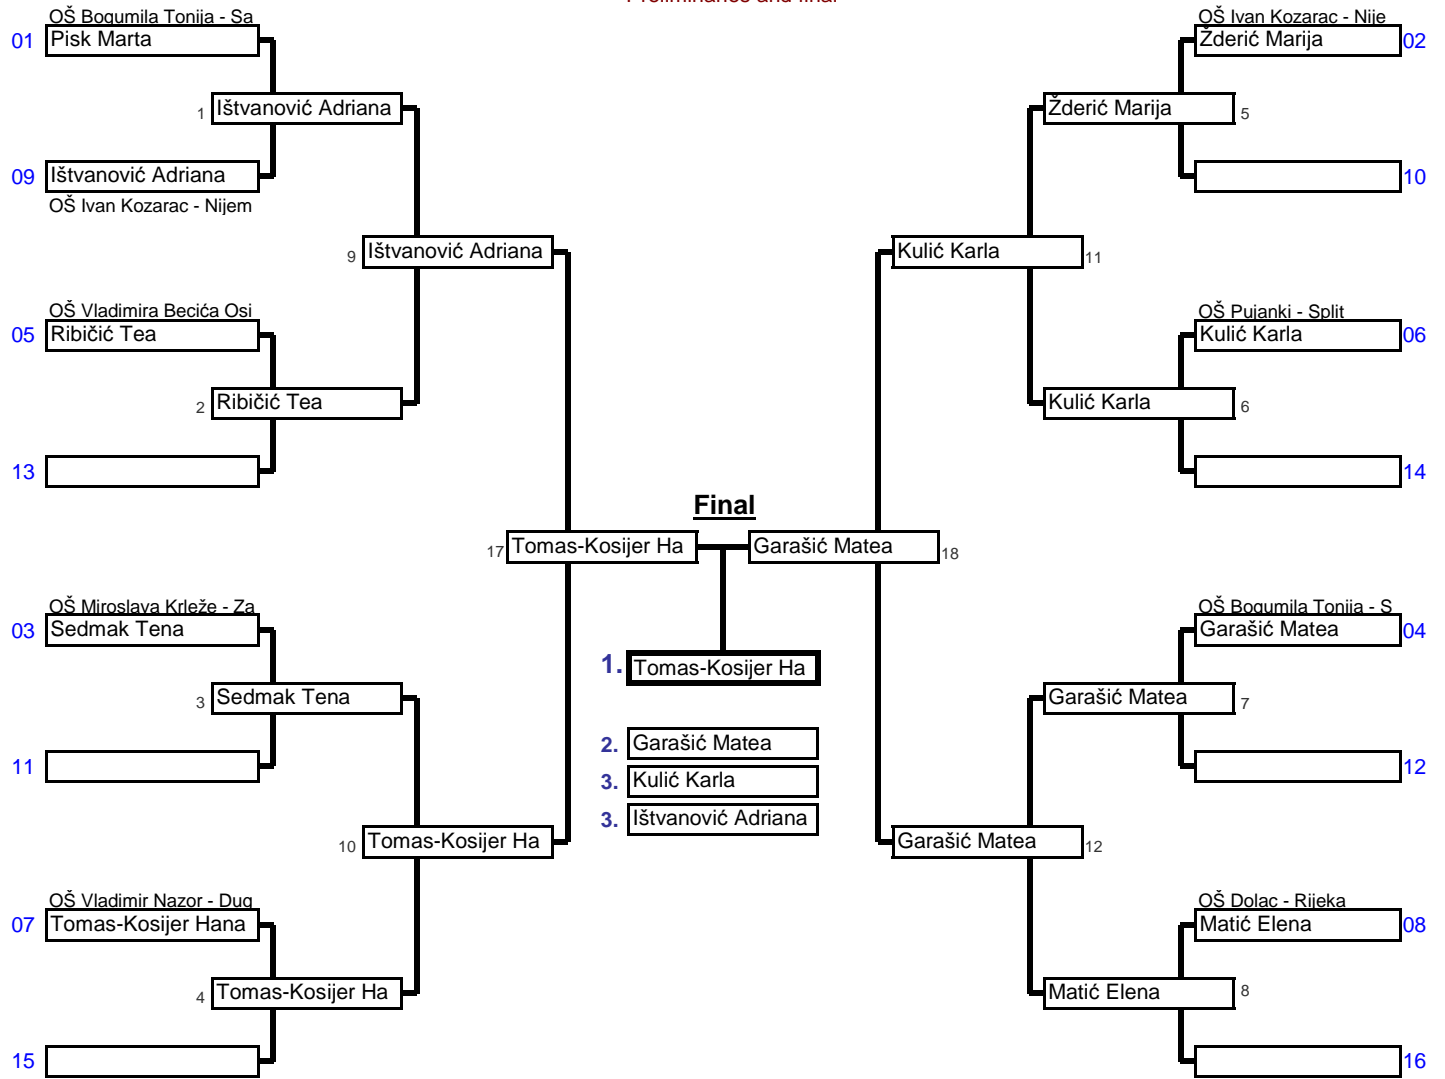 Preliminaries and final
OŠ Bogumila Tonija - Sa
01 Pisk Marta
1 Ištvanović Adriana
09 Ištvanović Adriana
OŠ Ivan Kozarac - Nijem
9 Ištvanović Adriana
OŠ Vladimira Becića Osi
05 Ribičić Tea
2 Ribičić Tea
13
17 Tomas-Kosijer Ha
OŠ Miroslava Krleže - Za
03 Sedmak Tena
3 Sedmak Tena
11
10 Tomas-Kosijer Ha
OŠ Vladimir Nazor - Dug
07 Tomas-Kosijer Hana
4 Tomas-Kosijer Ha
15
Final
1. Tomas-Kosijer Ha
2. Garašić Matea
3. Kulić Karla
3. Ištvanović Adriana
OŠ Ivan Kozarac - Nije
Žderić Marija 02
Žderić Marija 5
10
Kulić Karla 11
OŠ Pujanki - Split
Kulić Karla 06
Kulić Karla 6
14
Garašić Matea 18
OŠ Bogumila Tonija - S
Garašić Matea 04
Garašić Matea 7
12
Garašić Matea 12
OŠ Dolac - Rijeka
Matić Elena 08
Matić Elena 8
16